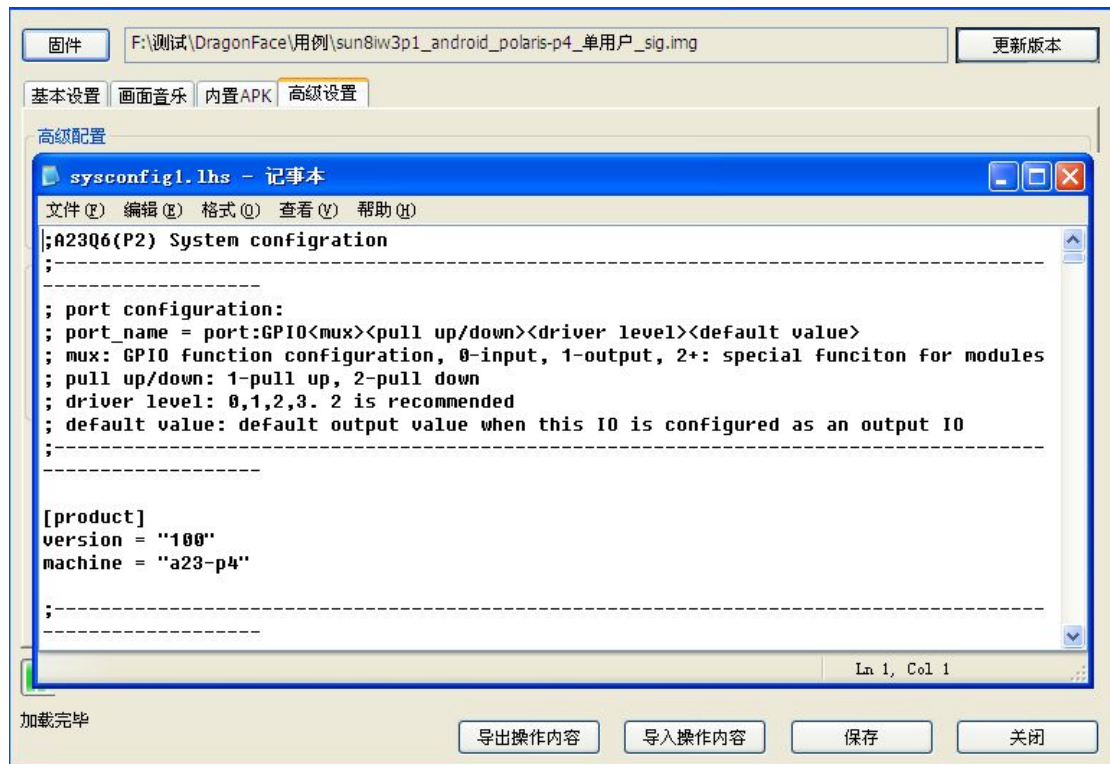 固件 F:\测试\DragonFace\用例\sun8iw3p1_android_polaris-p4_单用户_sig.img 更新版本
基本设置 画面音乐 内置APK 高级设置
高级配置
sysconfig1.lhs - 记事本
文件(F) 编辑(E) 格式(O) 查看(V) 帮助(H)
;A23Q6(P2) System configration
;--------------------------------------------------------------------------------------
-------------------
; port configuration:
; port_name = port:GPIO<mux><pull up/down><driver level><default value>
; mux: GPIO function configuration, 0-input, 1-output, 2+: special funciton for modules
; pull up/down: 1-pull up, 2-pull down
; driver level: 0,1,2,3. 2 is recommended
; default value: default output value when this IO is configured as an output IO
;--------------------------------------------------------------------------------------
-------------------
[product]
version = "100"
machine = "a23-p4"
;--------------------------------------------------------------------------------------
-------------------
Ln 1, Col 1
加载完毕
导出操作内容 导入操作内容 保存 关闭